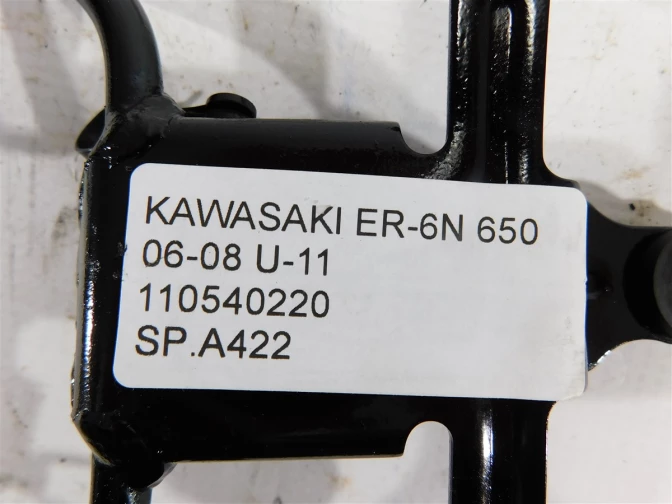 KAWASAKI ER-6N 650
06-08 U-11
110540220
SP.A422